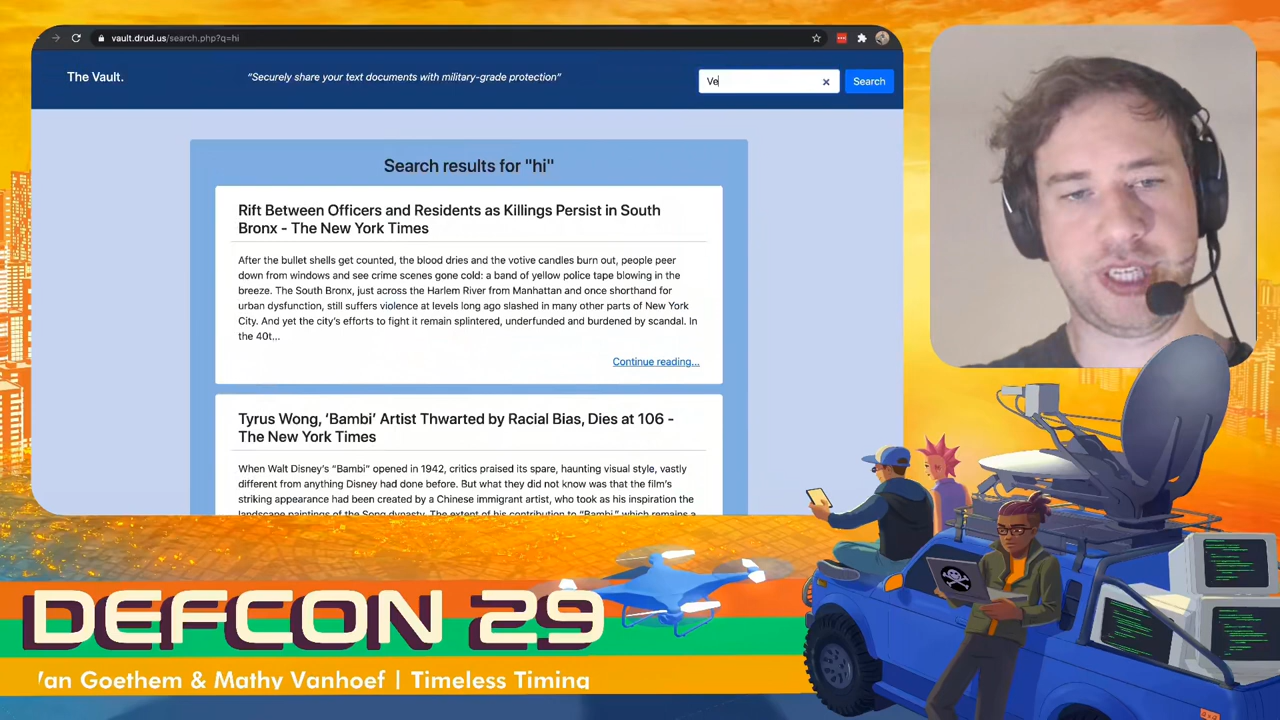 vault.drud.us/search.php?q=hi
The Vault.
"Securely share your text documents with military-grade protection"
Ve
Search
Search results for "hi"
Rift Between Officers and Residents as Killings Persist in South
Bronx - The New York Times
After the bullet shells get counted, the blood dries and the votive candles burn out, people peer
down from windows and see crime scenes gone cold: a band of yellow police tape blowing in the
breeze. The South Bronx, just across the Harlem River from Manhattan and once shorthand for
urban dysfunction, still suffers violence at levels long ago slashed in many other parts of New York
City. And yet the city's efforts to fight it remain splintered, underfunded and burdened by scandal. In
the 40t...
Continue reading...
Tyrus Wong, ‘Bambi’ Artist Thwarted by Racial Bias, Dies at 106 -
The New York Times
When Walt Disney's “Bambi” opened in 1942, critics praised its spare, haunting visual style, vastly
different from anything Disney had done before. But what they did not know was that the film's
striking appearance had been created by a Chinese immigrant artist, who took as his inspiration the
landscape paintings of the Song dynasty. The extent of his contribution to “Bambi,” which remains a
DEFCON 29
Van Goethem & Mathy Vanhoef | Timeless Timing